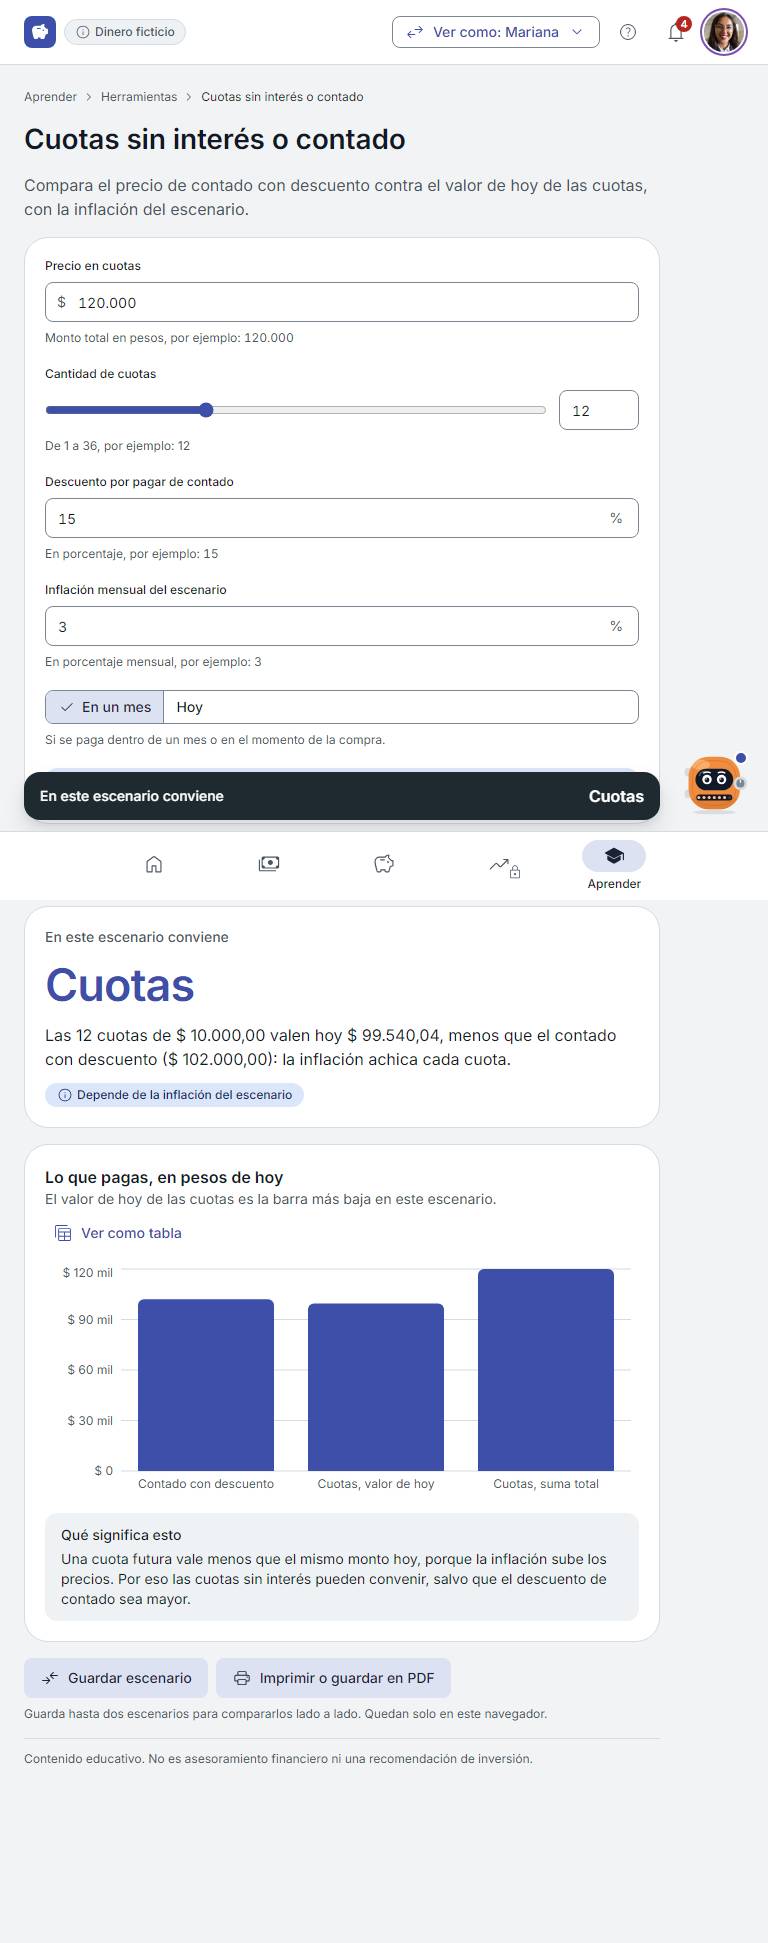 Dinero ficticio
Ver como: Mariana
4
Aprender
Herramientas
Cuotas sin interés o contado
Cuotas sin interés o contado
Compara el precio de contado con descuento contra el valor de hoy de las cuotas,
con la inflación del escenario.
Precio en cuotas
$ 120.000
Monto total en pesos, por ejemplo: 120.000
Cantidad de cuotas
12
De 1 a 36, por ejemplo: 12
Descuento por pagar de contado
15 %
En porcentaje, por ejemplo: 15
Inflación mensual del escenario
3 %
En porcentaje mensual, por ejemplo: 3
En un mes Hoy
Si se paga dentro de un mes o en el momento de la compra.
En este escenario conviene Cuotas
Aprender
En este escenario conviene
Cuotas
Las 12 cuotas de $ 10.000,00 valen hoy $ 99.540,04, menos que el contado
con descuento ($ 102.000,00): la inflación achica cada cuota.
Depende de la inflación del escenario
Lo que pagas, en pesos de hoy
El valor de hoy de las cuotas es la barra más baja en este escenario.
Ver como tabla
$ 120 mil
$ 90 mil
$ 60 mil
$ 30 mil
$ 0
Contado con descuento Cuotas, valor de hoy Cuotas, suma total
Qué significa esto
Una cuota futura vale menos que el mismo monto hoy, porque la inflación sube los
precios. Por eso las cuotas sin interés pueden convenir, salvo que el descuento de
contado sea mayor.
Guardar escenario Imprimir o guardar en PDF
Guarda hasta dos escenarios para compararlos lado a lado. Quedan solo en este navegador.
Contenido educativo. No es asesoramiento financiero ni una recomendación de inversión.